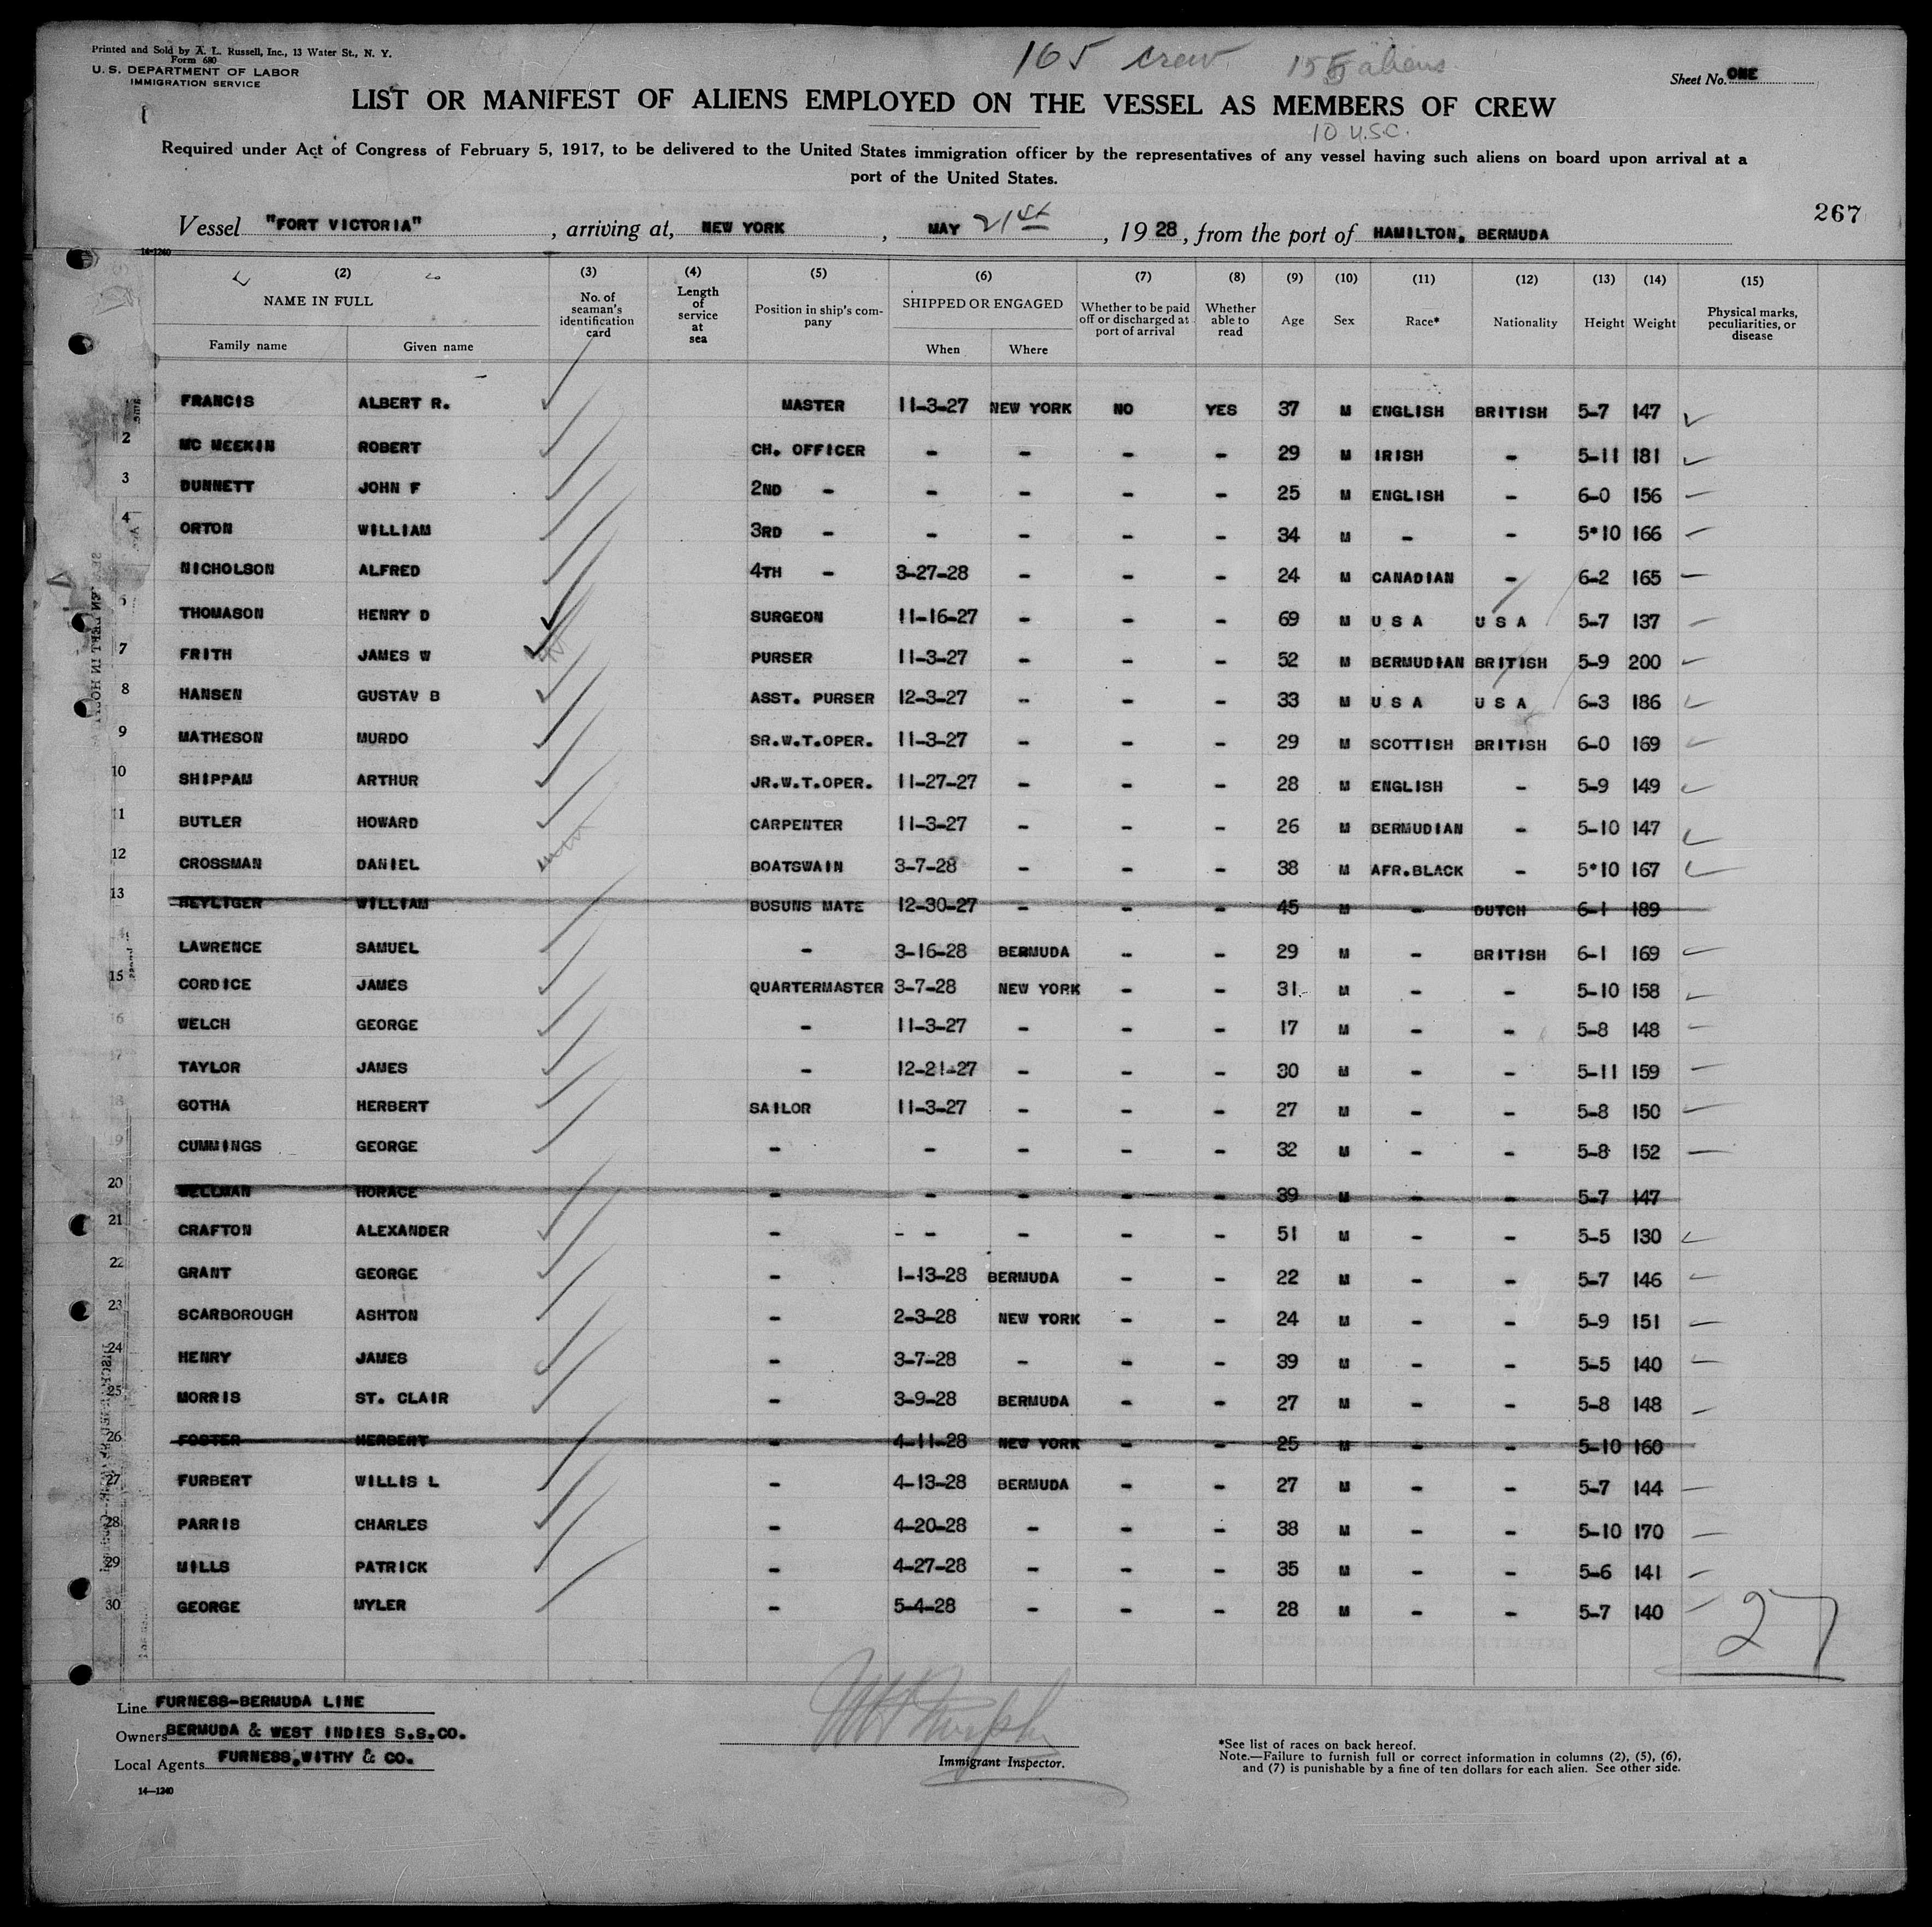 Printed and Sold by A. L. Russell, Inc., 13 Water St., N. Y.
Form 680
U. S. DEPARTMENT OF LABOR
IMMIGRATION SERVICE
165 crew 155 aliens
Sheet No. ONE
LIST OR MANIFEST OF ALIENS EMPLOYED ON THE VESSEL AS MEMBERS OF CREW
10 U.S.C.
Required under Act of Congress of February 5, 1917, to be delivered to the United States immigration officer by the representatives of any vessel having such aliens on board upon arrival at a
port of the United States.
267
Vessel "FORT VICTORIA", arriving at, NEW YORK, MAY 21st, 1928, from the port of HAMILTON, BERMUDA
14-1240
(2) (3) (4) (5) (6) (7) (8) (9) (10) (11) (12) (13) (14) (15)
NAME IN FULL No. of seaman's identification card Length of service at sea Position in ship's company SHIPPED OR ENGAGED Whether to be paid off or discharged at port of arrival Whether able to read Age Sex Race* Nationality Height Weight Physical marks, peculiarities, or disease
Family name Given name When Where
FRANCIS ALBERT R. MASTER 11-3-27 NEW YORK NO YES 37 M ENGLISH BRITISH 5-7 147
2 MC MEEKIN ROBERT CH. OFFICER - - - - 29 M IRISH - 5-11 181
3 DUNNETT JOHN F 2ND - - - - - 25 M ENGLISH - 6-0 156
4 ORTON WILLIAM 3RD - - - - - 34 M - - 5*10 166
NICHOLSON ALFRED 4TH - 3-27-28 - - - 24 M CANADIAN - 6-2 165
6 THOMASON HENRY D SURGEON 11-16-27 - - - 69 M U S A U S A 5-7 137
7 FRITH JAMES W PURSER 11-3-27 - - - 52 M BERMUDIAN BRITISH 5-9 200
8 HANSEN GUSTAV B ASST. PURSER 12-3-27 - - - 33 M U S A U S A 6-3 186
9 MATHESON MURDO SR.W.T.OPER. 11-3-27 - - - 29 M SCOTTISH BRITISH 6-0 169
10 SHIPPAM ARTHUR JR.W.T.OPER. 11-27-27 - - - 28 M ENGLISH - 5-9 149
11 BUTLER HOWARD CARPENTER 11-3-27 - - - 26 M BERMUDIAN - 5-10 147
12 CROSSMAN DANIEL BOATSWAIN 3-7-28 - - - 38 M AFR.BLACK - 5*10 167
13 HEYLIGER WILLIAM BOSUNS MATE 12-30-27 - - - 45 M - DUTCH 6-1 189
14 LAWRENCE SAMUEL - 3-16-28 BERMUDA - - 29 M - BRITISH 6-1 169
15 CORDICE JAMES QUARTERMASTER 3-7-28 NEW YORK - - 31 M - - 5-10 158
16 WELCH GEORGE - 11-3-27 - - - 17 M - - 5-8 148
17 TAYLOR JAMES - 12-21-27 - - - 30 M - - 5-11 159
18 GOTHA HERBERT SAILOR 11-3-27 - - - 27 M - - 5-8 150
19 CUMMINGS GEORGE - - - - - 32 M - - 5-8 152
20 WELLMAN HORACE - - - - - 39 M - - 5-7 147
21 CRAFTON ALEXANDER - - - - - - 51 M - - 5-5 130
22 GRANT GEORGE - 1-13-28 BERMUDA - - 22 M - - 5-7 146
23 SCARBOROUGH ASHTON - 2-3-28 NEW YORK - - 24 M - - 5-9 151
24 HENRY JAMES - 3-7-28 - - - 39 M - - 5-5 140
25 MORRIS ST. CLAIR - 3-9-28 BERMUDA - - 27 M - - 5-8 148
26 FOSTER HERBERT - 4-11-28 NEW YORK - - 25 M - - 5-10 160
27 FURBERT WILLIS L - 4-13-28 BERMUDA - - 27 M - - 5-7 144
28 PARRIS CHARLES - 4-20-28 - - - 38 M - - 5-10 170
29 MILLS PATRICK - 4-27-28 - - - 35 M - - 5-6 141
30 GEORGE MYLER - 5-4-28 - - - 28 M - - 5-7 140
27
Line FURNESS-BERMUDA LINE
Owners BERMUDA & WEST INDIES S.S.CO.
Local Agents FURNESS, WITHY & CO.
Immigrant Inspector.
*See list of races on back hereof.
Note.—Failure to furnish full or correct information in columns (2), (5), (6),
and (7) is punishable by a fine of ten dollars for each alien. See other side.
14—1240